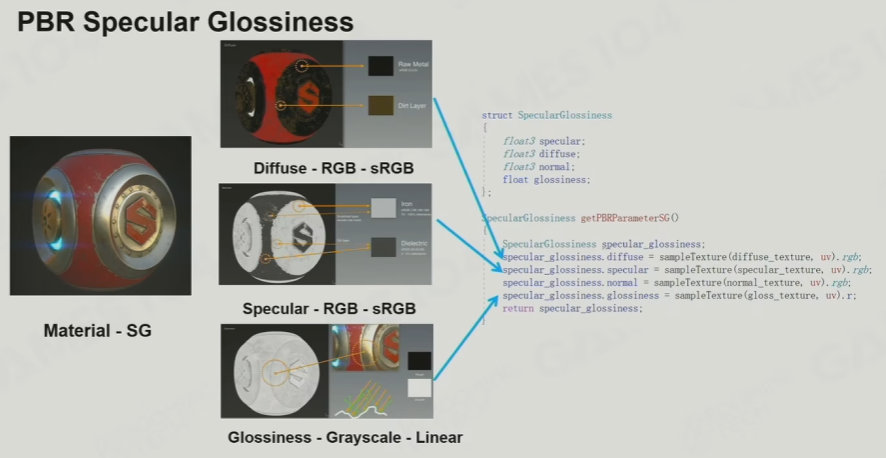 PBR Specular Glossiness
Raw Metal
Dirt Layer
Diffuse - RGB - sRGB
Iron
Dielectric
Specular - RGB - sRGB
Glossiness - Grayscale - Linear
Material - SG
struct SpecularGlossiness
{
float3 specular;
float3 diffuse;
float3 normal;
float glossiness;
};
SpecularGlossiness getPBRParameterSG()
{
SpecularGlossiness specular_glossiness;
specular_glossiness.diffuse = sampleTexture(diffuse_texture, uv).rgb;
specular_glossiness.specular = sampleTexture(specular_texture, uv).rgb;
specular_glossiness.normal = sampleTexture(normal_texture, uv).rgb;
specular_glossiness.glossiness = sampleTexture(gloss_texture, uv).r;
return specular_glossiness;
}
GAMES104